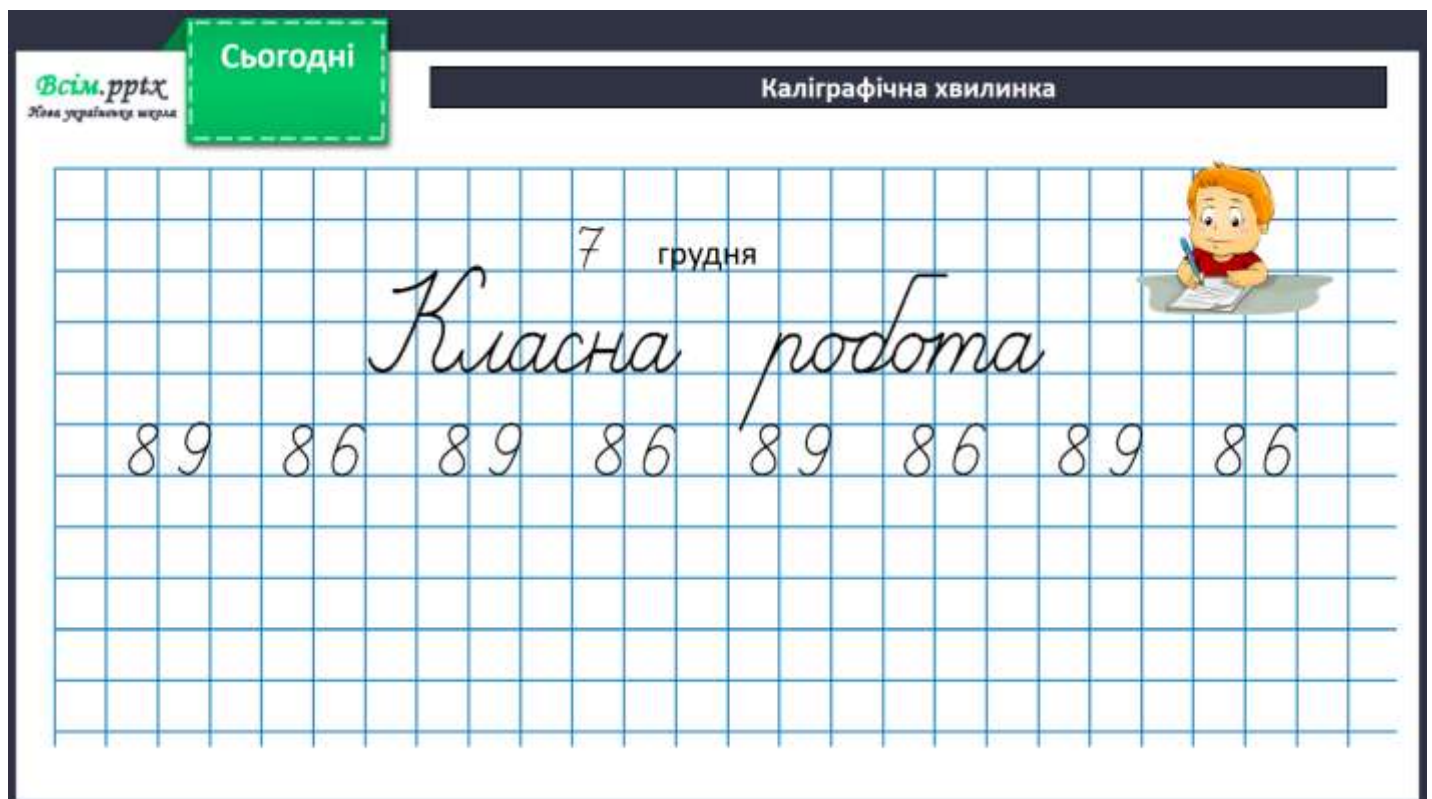 Сьогодні
Всім.pptx
Нова українська школа
Каліграфічна хвилинка
7 грудня
Класна робота
89 86 89 86 89 86 89 86